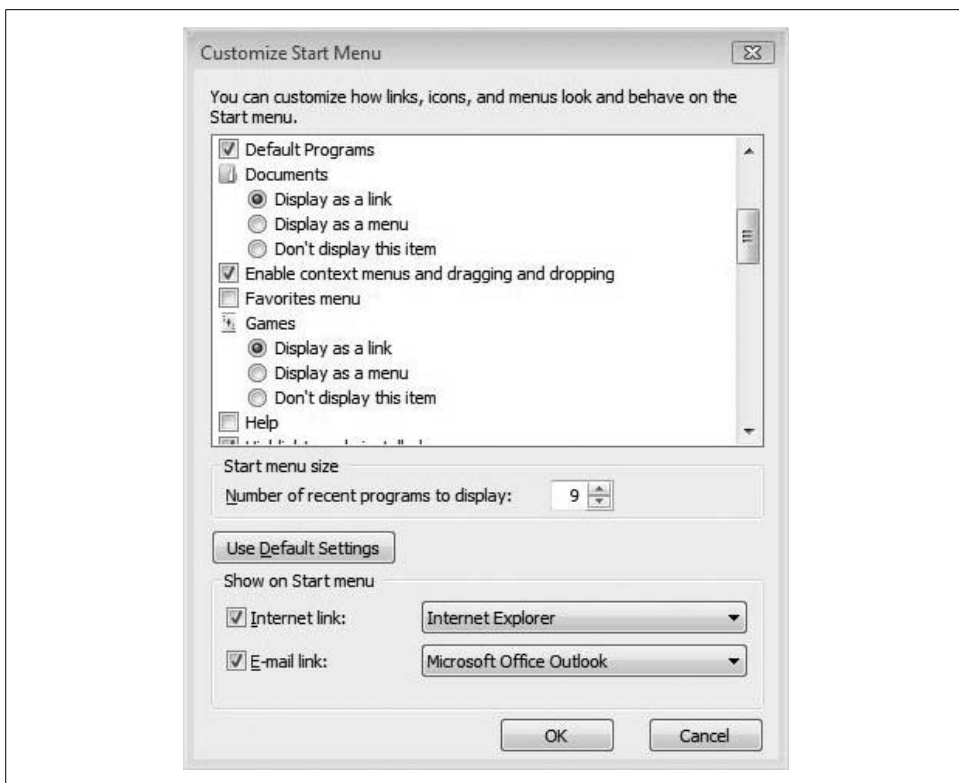 Customize Start Menu
You can customize how links, icons, and menus look and behave on the
Start menu.
Default Programs
Documents
Display as a link
Display as a menu
Don't display this item
Enable context menus and dragging and dropping
Favorites menu
Games
Display as a link
Display as a menu
Don't display this item
Help
Start menu size
Number of recent programs to display: 9
Use Default Settings
Show on Start menu
Internet link: Internet Explorer
E-mail link: Microsoft Office Outlook
OK Cancel